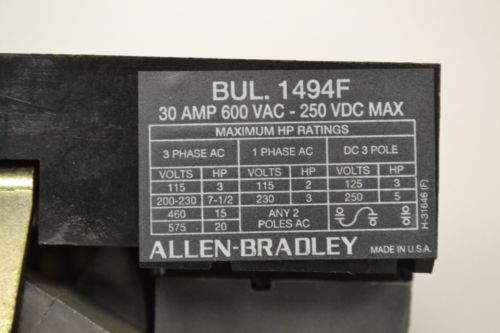 BUL. 1494F
30 AMP 600 VAC - 250 VDC MAX
MAXIMUM HP RATINGS
3 PHASE AC 1 PHASE AC DC 3 POLE
VOLTS HP VOLTS HP VOLTS HP
115 3 115 2 125 3
200-230 7-1/2 230 3 250 5
460 15 ANY 2
575 20 POLES AC
H-31646 (F)
ALLEN-BRADLEY MADE IN U.S.A.